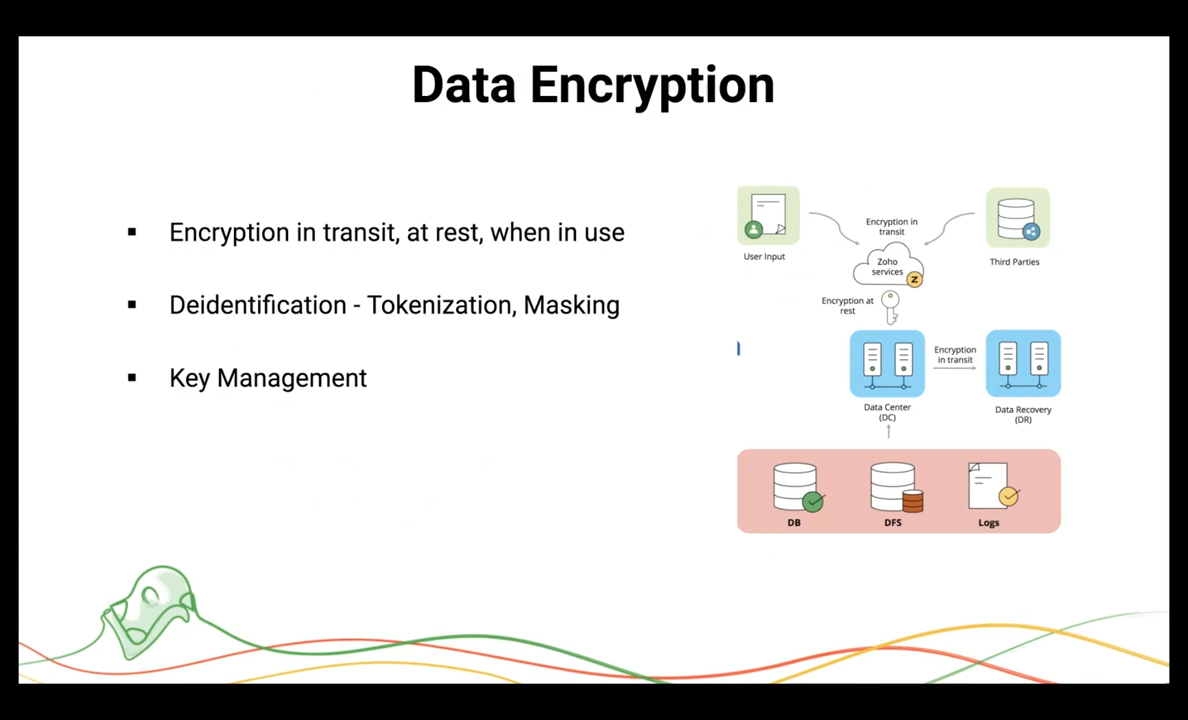 Data Encryption
▪ Encryption in transit, at rest, when in use
▪ Deidentification - Tokenization, Masking
▪ Key Management
User Input
Encryption in
transit
Zoho
services
Z
Third Parties
Encryption at
rest
Encryption
in transit
Data Center
(DC)
Data Recovery
(DR)
DB
DFS
Logs